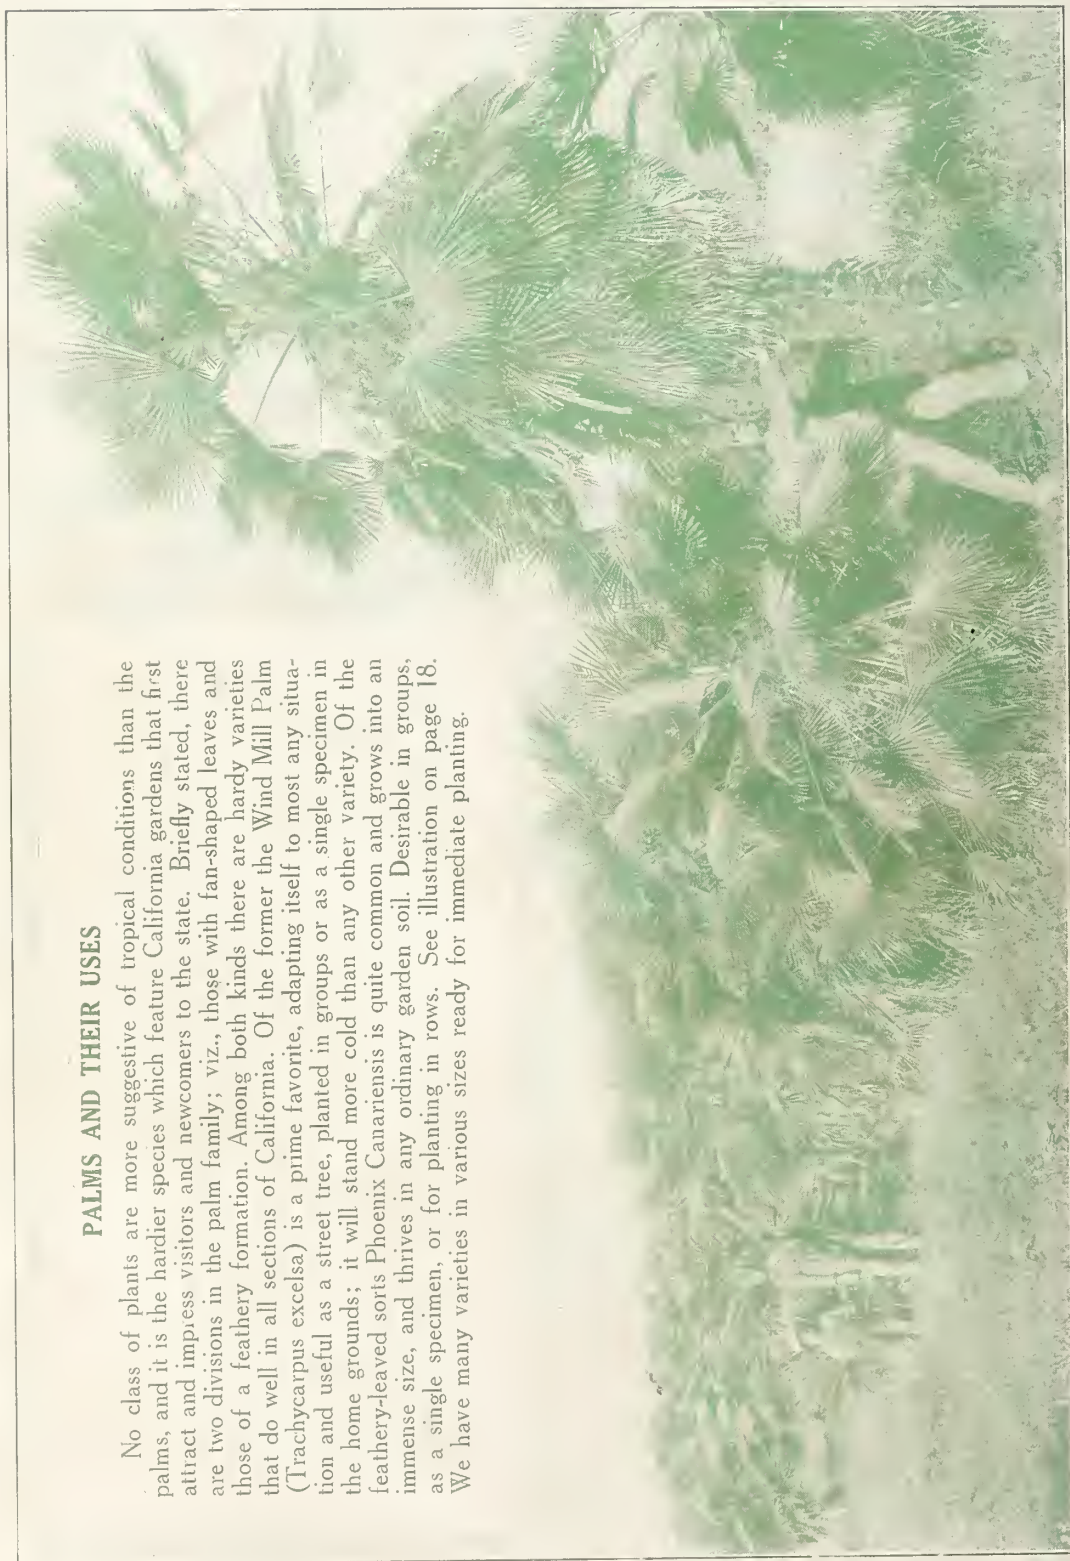 PALMS AND THEIR USES
No class of plants are more suggestive of tropical conditions than the
palms, and it is the hardier species which feature California gardens that first
attract and impress visitors and newcomers to the state. Briefly stated, there
are two divisions in the palm family; viz., those with fan-shaped leaves and
those of a feathery formation. Among both kinds there are hardy varieties
that do well in all sections of California. Of the former the Wind Mill Palm
(Trachycarpus excelsa) is a prime favorite, adapting itself to most any situa-
tion and useful as a street tree, planted in groups or as a single specimen in
the home grounds; it will stand more cold than any other variety. Of the
feathery-leaved sorts Phoenix Canariensis is quite common and grows into an
immense size, and thrives in any ordinary garden soil. Desirable in groups,
as a single specimen, or for planting in rows. See illustration on page 18.
We have many varieties in various sizes ready for immediate planting.